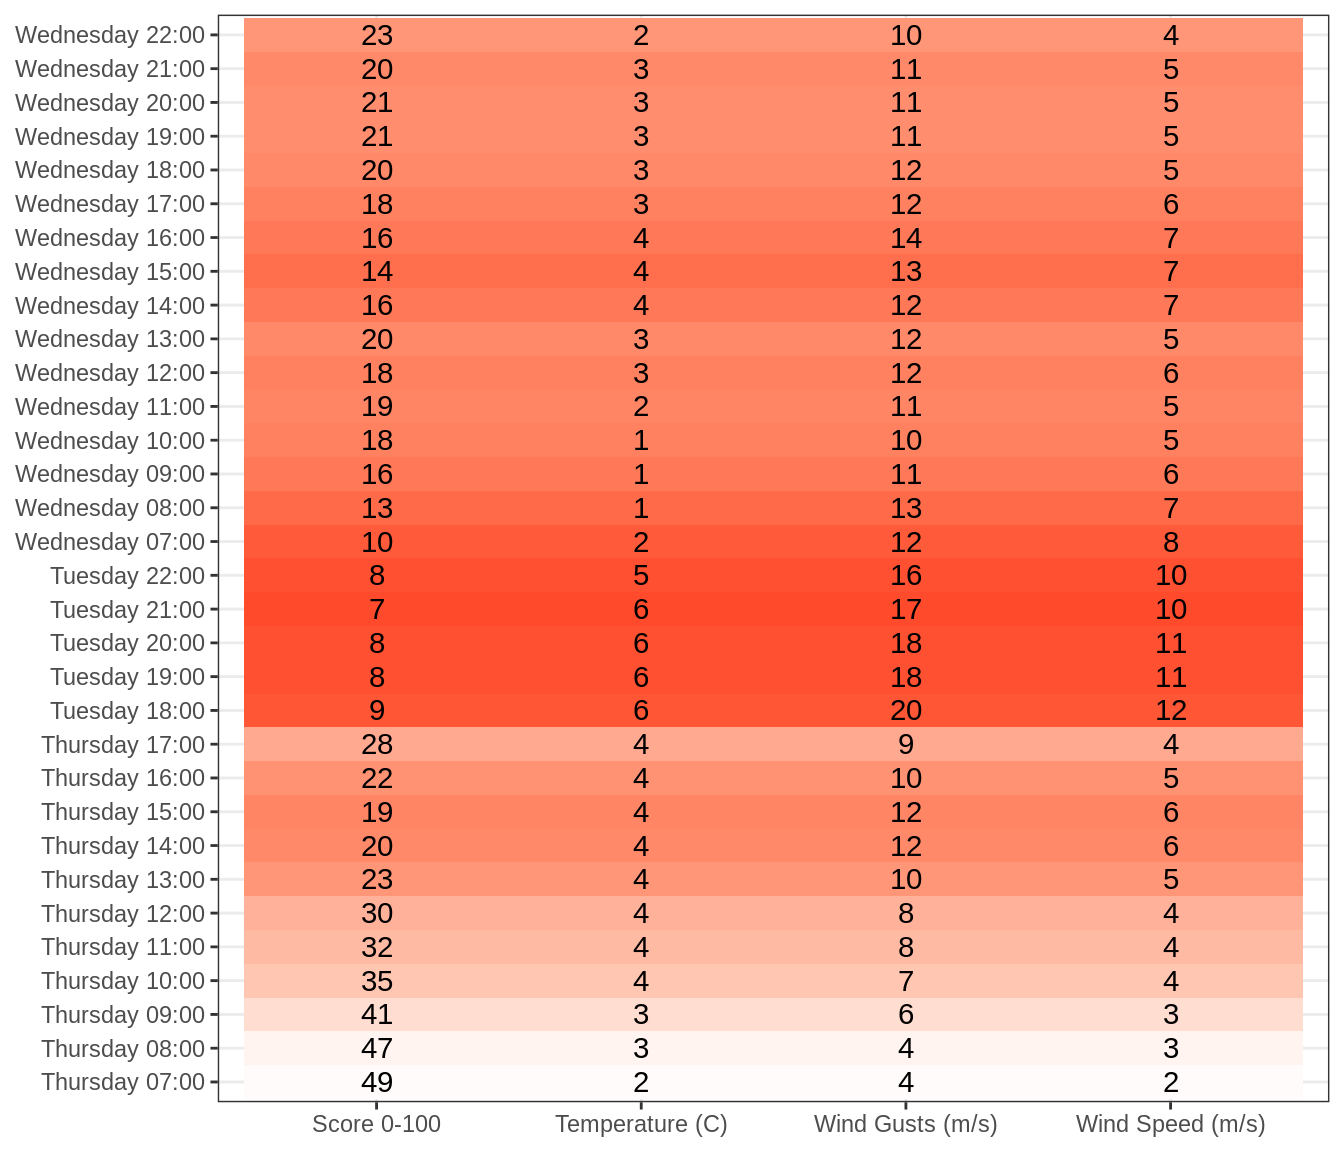 Wednesday 22:00 23 2 10 4
Wednesday 21:00 20 3 11 5
Wednesday 20:00 21 3 11 5
Wednesday 19:00 21 3 11 5
Wednesday 18:00 20 3 12 5
Wednesday 17:00 18 3 12 6
Wednesday 16:00 16 4 14 7
Wednesday 15:00 14 4 13 7
Wednesday 14:00 16 4 12 7
Wednesday 13:00 20 3 12 5
Wednesday 12:00 18 3 12 6
Wednesday 11:00 19 2 11 5
Wednesday 10:00 18 1 10 5
Wednesday 09:00 16 1 11 6
Wednesday 08:00 13 1 13 7
Wednesday 07:00 10 2 12 8
Tuesday 22:00 8 5 16 10
Tuesday 21:00 7 6 17 10
Tuesday 20:00 8 6 18 11
Tuesday 19:00 8 6 18 11
Tuesday 18:00 9 6 20 12
Thursday 17:00 28 4 9 4
Thursday 16:00 22 4 10 5
Thursday 15:00 19 4 12 6
Thursday 14:00 20 4 12 6
Thursday 13:00 23 4 10 5
Thursday 12:00 30 4 8 4
Thursday 11:00 32 4 8 4
Thursday 10:00 35 4 7 4
Thursday 09:00 41 3 6 3
Thursday 08:00 47 3 4 3
Thursday 07:00 49 2 4 2
Score 0-100 Temperature (C) Wind Gusts (m/s) Wind Speed (m/s)